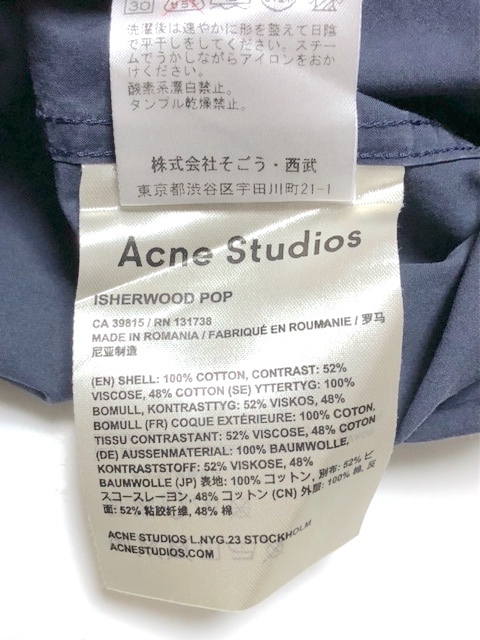 30
洗濯後は速やかに形を整えて日陰
で平干しをしてください。スチー
ムでうかしながらアイロンをおか
けください。
酸素系漂白禁止。
タンブル乾燥禁止。
株式会社そごう・西武
東京都渋谷区宇田川町21-1
Acne Studios
ISHERWOOD POP
CA 39815 / RN 131738
MADE IN ROMANIA / FABRIQUÉ EN ROUMANIE / 罗马
尼亚制造
(EN) SHELL: 100% COTTON, CONTRAST: 52%
VISCOSE, 48% COTTON (SE) YTTERTYG: 100%
BOMULL, KONTRASTTYG: 52% VISKOS, 48%
BOMULL (FR) COQUE EXTÉRIEURE: 100% COTON,
TISSU CONTRASTANT: 52% VISCOSE, 48% COTON
(DE) AUSSENMATERIAL: 100% BAUMWOLLE,
KONTRASTSTOFF: 52% VISKOSE, 48%
BAUMWOLLE (JP) 表地: 100% コットン, 別布: 52% ビ
スコースレーヨン, 48% コットン (CN) 外层: 100% 棉, 反
面: 52% 粘胶纤维, 48% 棉
ACNE STUDIOS L.NYG.23 STOCKHOLM
ACNESTUDIOS.COM